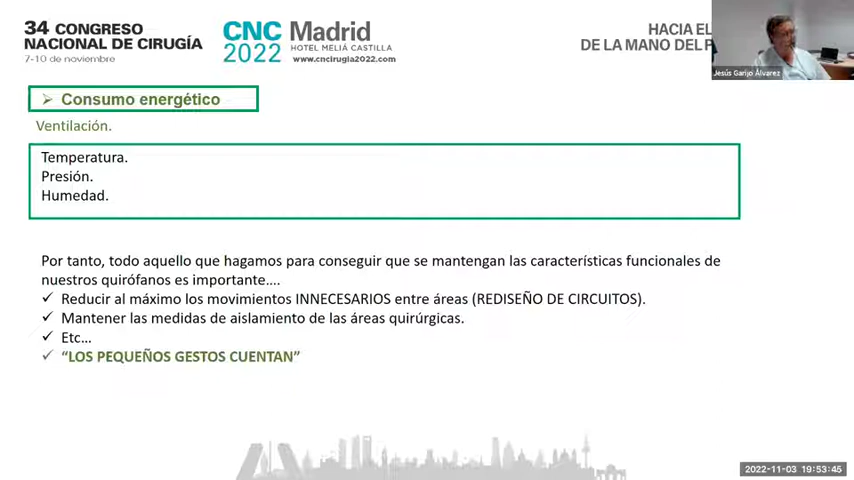 34 CONGRESO
NACIONAL DE CIRUGÍA
7-10 de noviembre
CNC Madrid
2022 HOTEL MELIÁ CASTILLA
www.cncirugia2022.com
HACIA EL
DE LA MANO DEL P
Jesús Garijo Álvarez
➢ Consumo energético
Ventilación.
Temperatura.
Presión.
Humedad.
Por tanto, todo aquello que hagamos para conseguir que se mantengan las características funcionales de
nuestros quirófanos es importante....
✓ Reducir al máximo los movimientos INNECESARIOS entre áreas (REDISEÑO DE CIRCUITOS).
✓ Mantener las medidas de aislamiento de las áreas quirúrgicas.
✓ Etc...
✓ “LOS PEQUEÑOS GESTOS CUENTAN”
2022-11-03 19:53:45